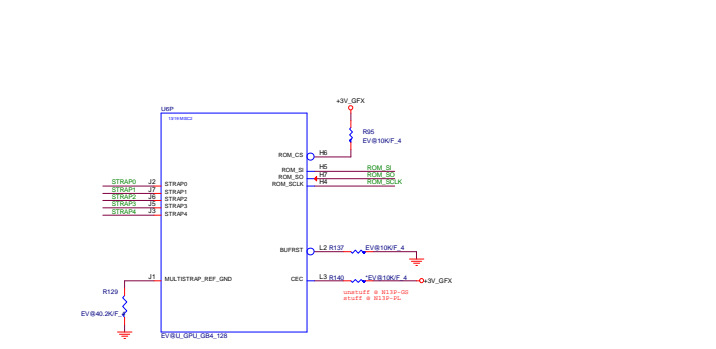 +3V_GFX
U6P
R95
EV@10K/F_4
ROM_CS H6
ROM_SI H5 ROM_SI
ROM_SO H7 ROM_SO
ROM_SCLK H4 ROM_SCLK
STRAP0 J2 STRAP0
STRAP1 J7 STRAP1
STRAP2 J6 STRAP2
STRAP3 J5 STRAP3
STRAP4 J3 STRAP4
BUFRST L2 R137 EV@10K/F_4
J1 MULTISTRAP_REF_GND
CEC L3 R140 *EV@10K/F_4 +3V_GFX
R129
unstuff @ N13P-GS
stuff @ N13P-PL
EV@40.2K/F_4
EV@U_GPU_GB4_128